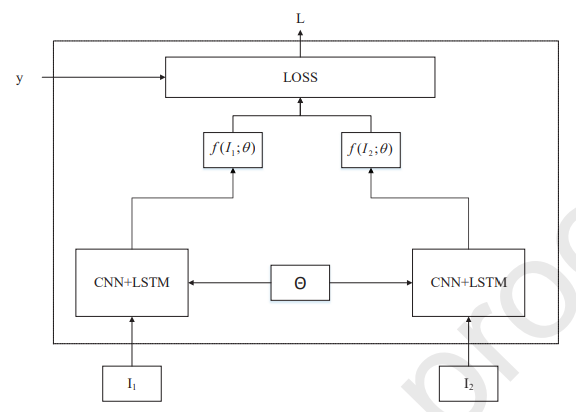 L
y
LOSS
f(I₁;θ)
f(I₂;θ)
CNN+LSTM
Θ
CNN+LSTM
I₁
I₂